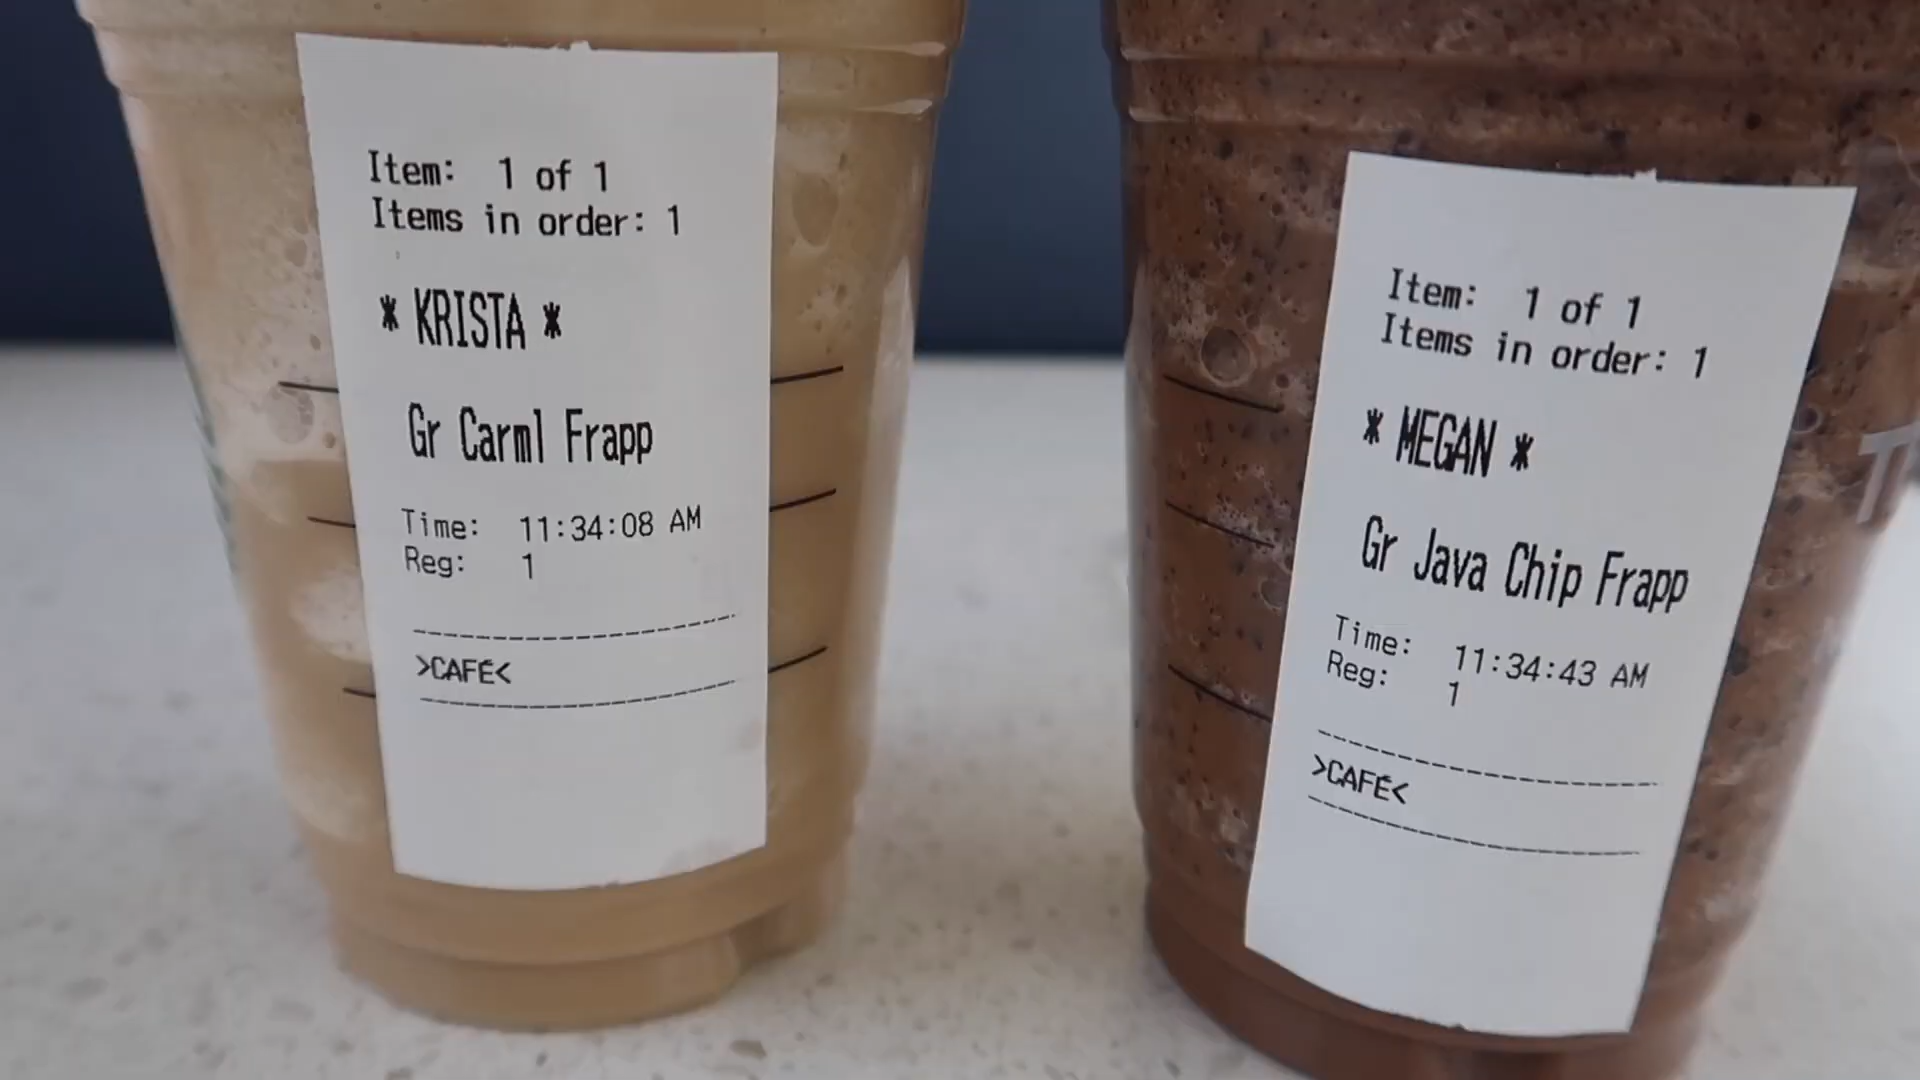 Item: 1 of 1
Items in order: 1
* KRISTA *
Gr Carml Frapp
Time: 11:34:08 AM
Reg: 1
>CAFÉ<
Item: 1 of 1
Items in order: 1
* MEGAN *
Gr Java Chip Frapp
Time: 11:34:43 AM
Reg: 1
>CAFÉ<